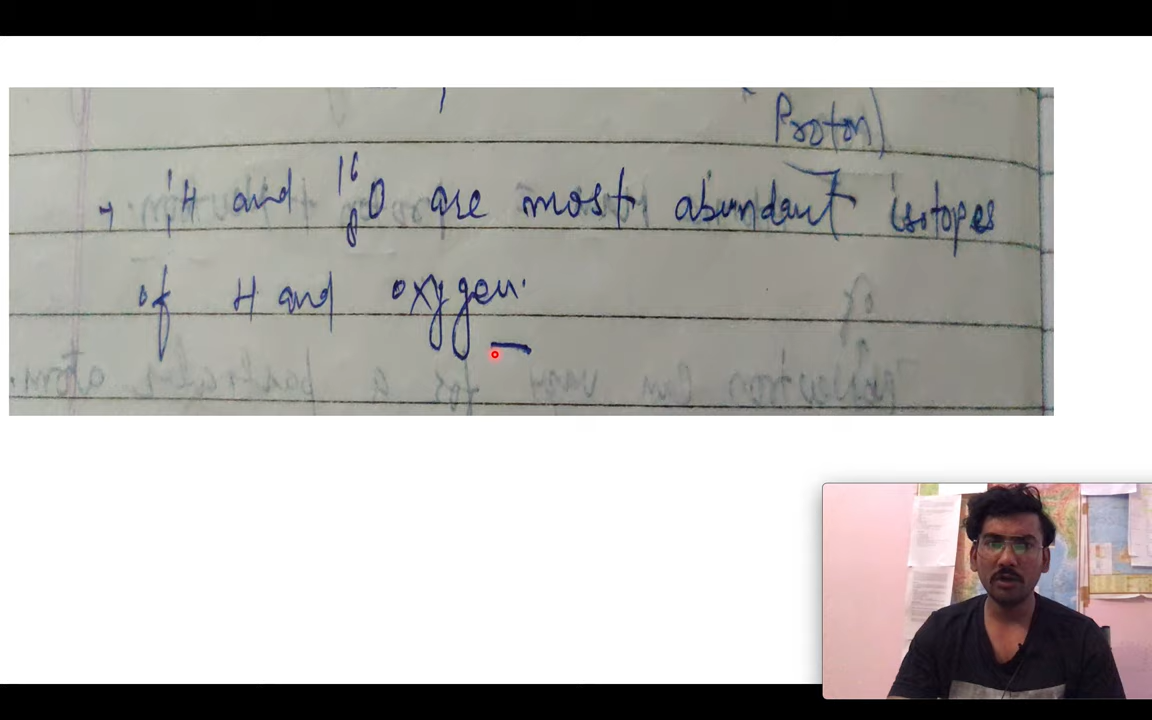 Proton)
→ ¹₁H and ¹⁶₈O are most abundant isotopes
of H and oxygen.